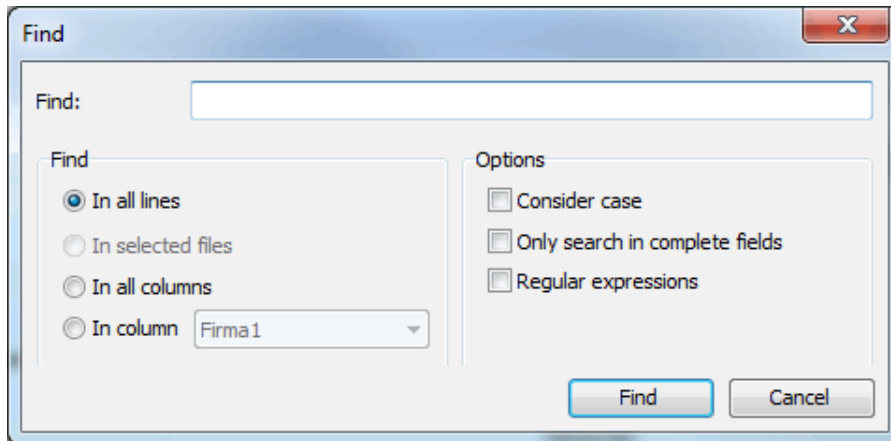 Find
Find:
Find
In all lines
In selected files
In all columns
In column Firma1
Options
Consider case
Only search in complete fields
Regular expressions
Find Cancel